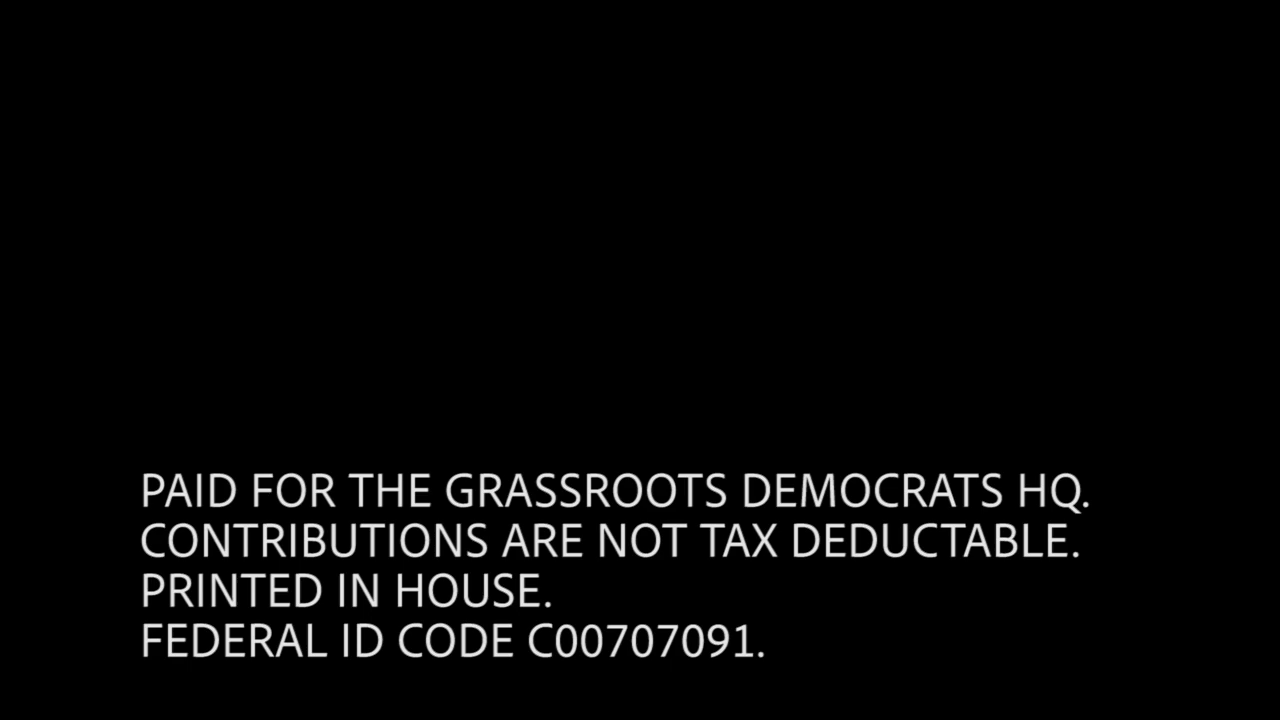 PAID FOR THE GRASSROOTS DEMOCRATS HQ.
CONTRIBUTIONS ARE NOT TAX DEDUCTABLE.
PRINTED IN HOUSE.
FEDERAL ID CODE C00707091.